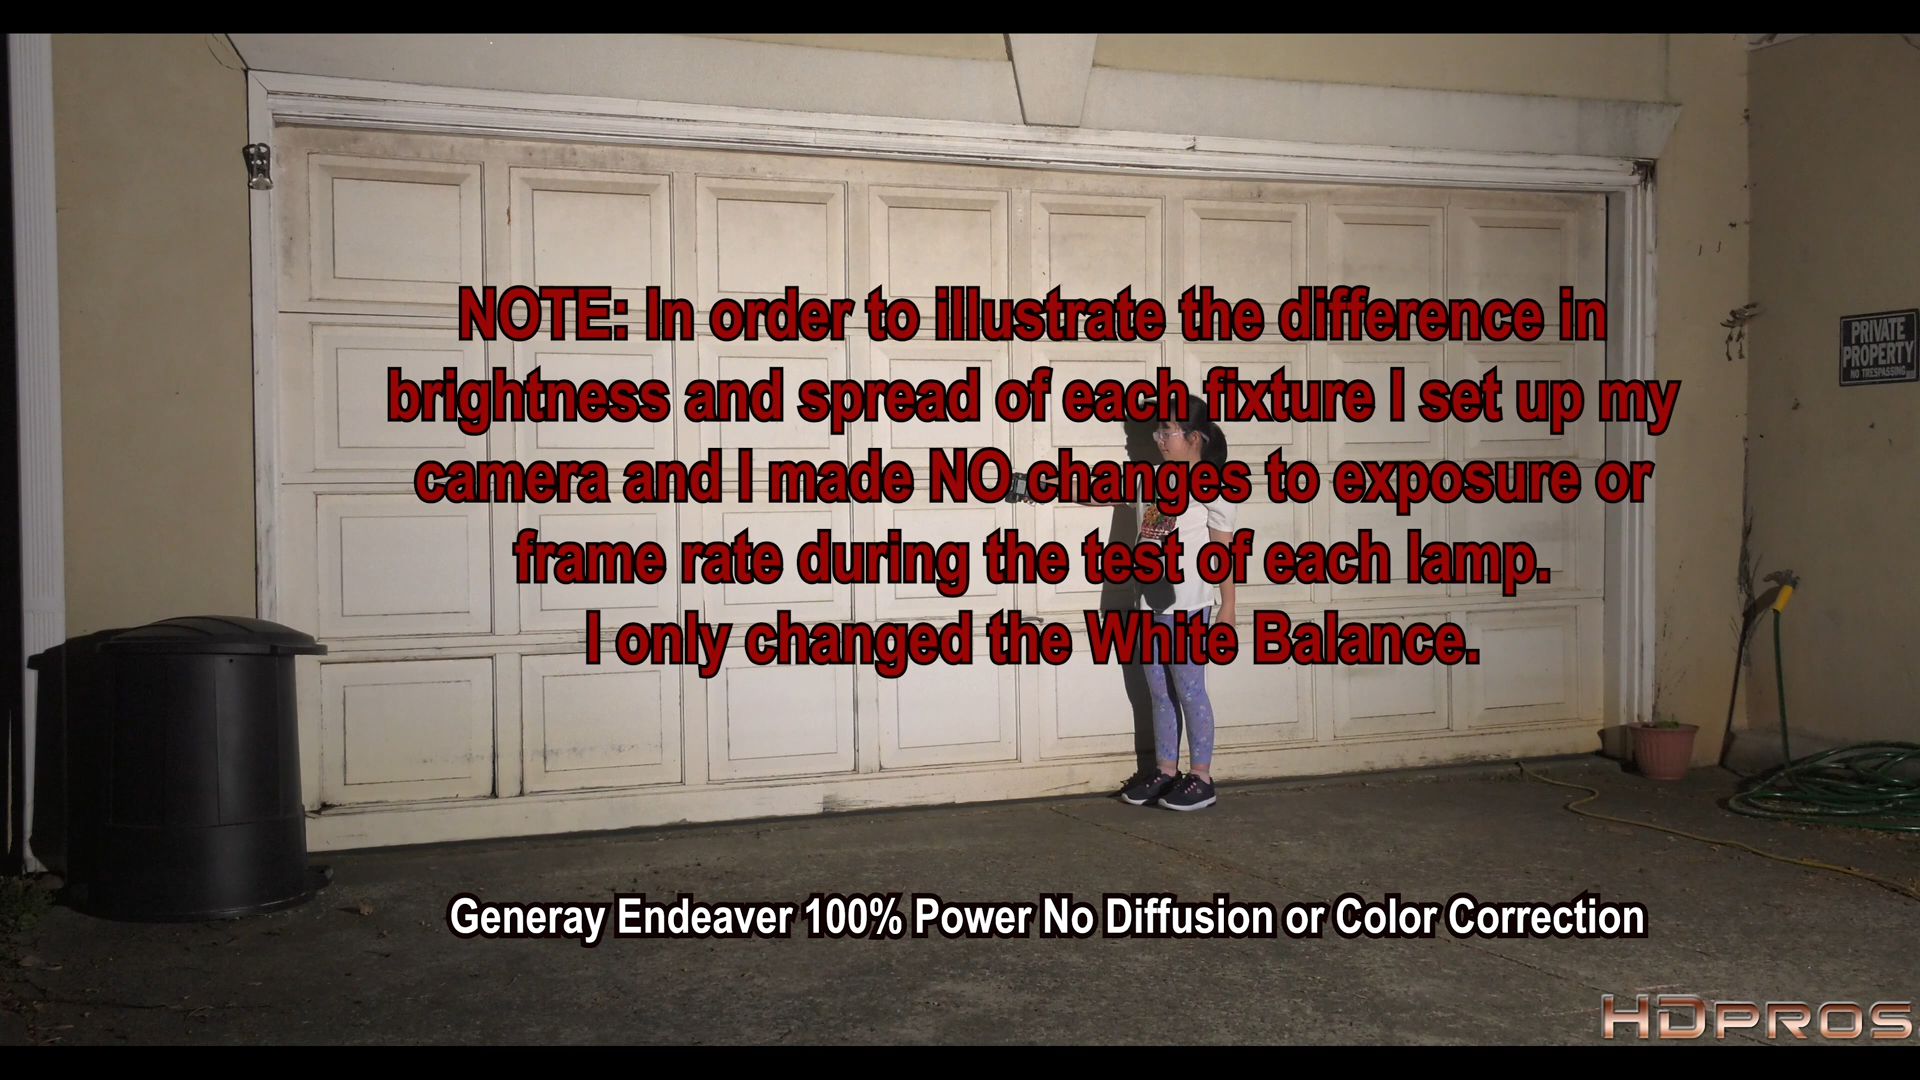 NOTE: In order to illustrate the difference in
brightness and spread of each fixture I set up my
camera and I made NO changes to exposure or
frame rate during the test of each lamp.
I only changed the White Balance.
PRIVATE
PROPERTY
NO TRESPASSING
Generay Endeaver 100% Power No Diffusion or Color Correction
HDPROS